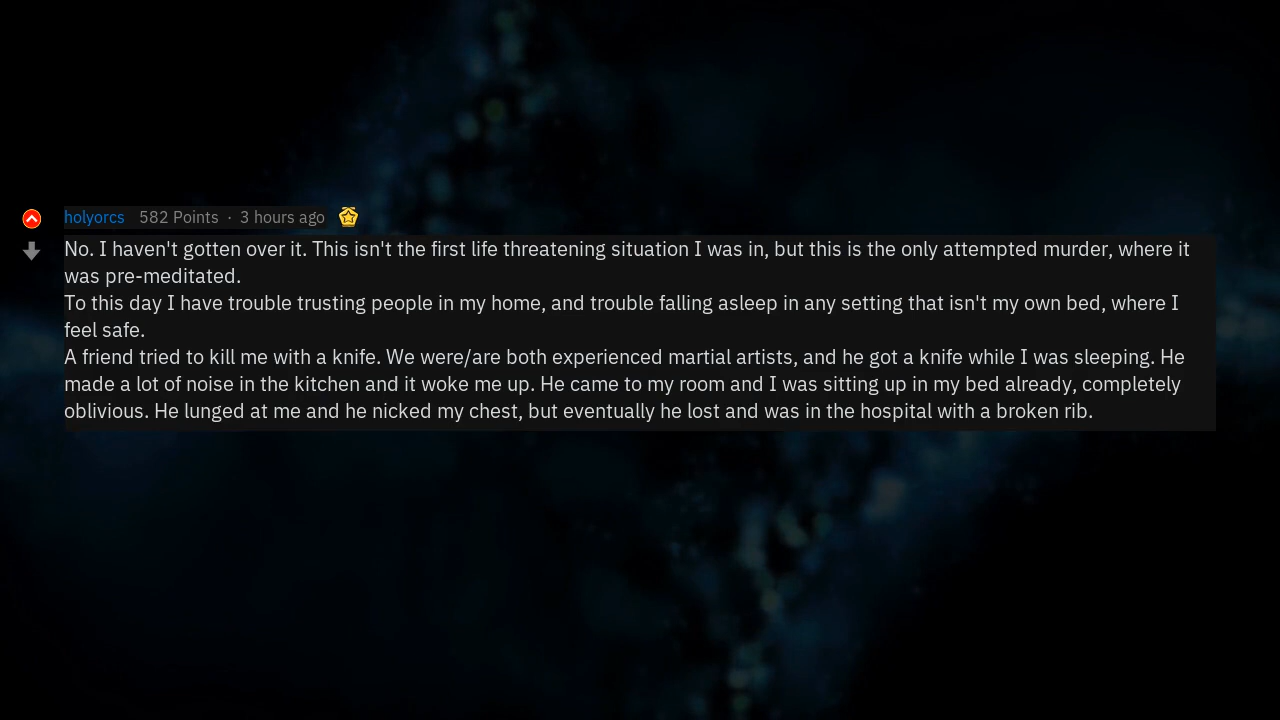 holyorcs 582 Points · 3 hours ago
No. I haven't gotten over it. This isn't the first life threatening situation I was in, but this is the only attempted murder, where it
was pre-meditated.
To this day I have trouble trusting people in my home, and trouble falling asleep in any setting that isn't my own bed, where I
feel safe.
A friend tried to kill me with a knife. We were/are both experienced martial artists, and he got a knife while I was sleeping. He
made a lot of noise in the kitchen and it woke me up. He came to my room and I was sitting up in my bed already, completely
oblivious. He lunged at me and he nicked my chest, but eventually he lost and was in the hospital with a broken rib.